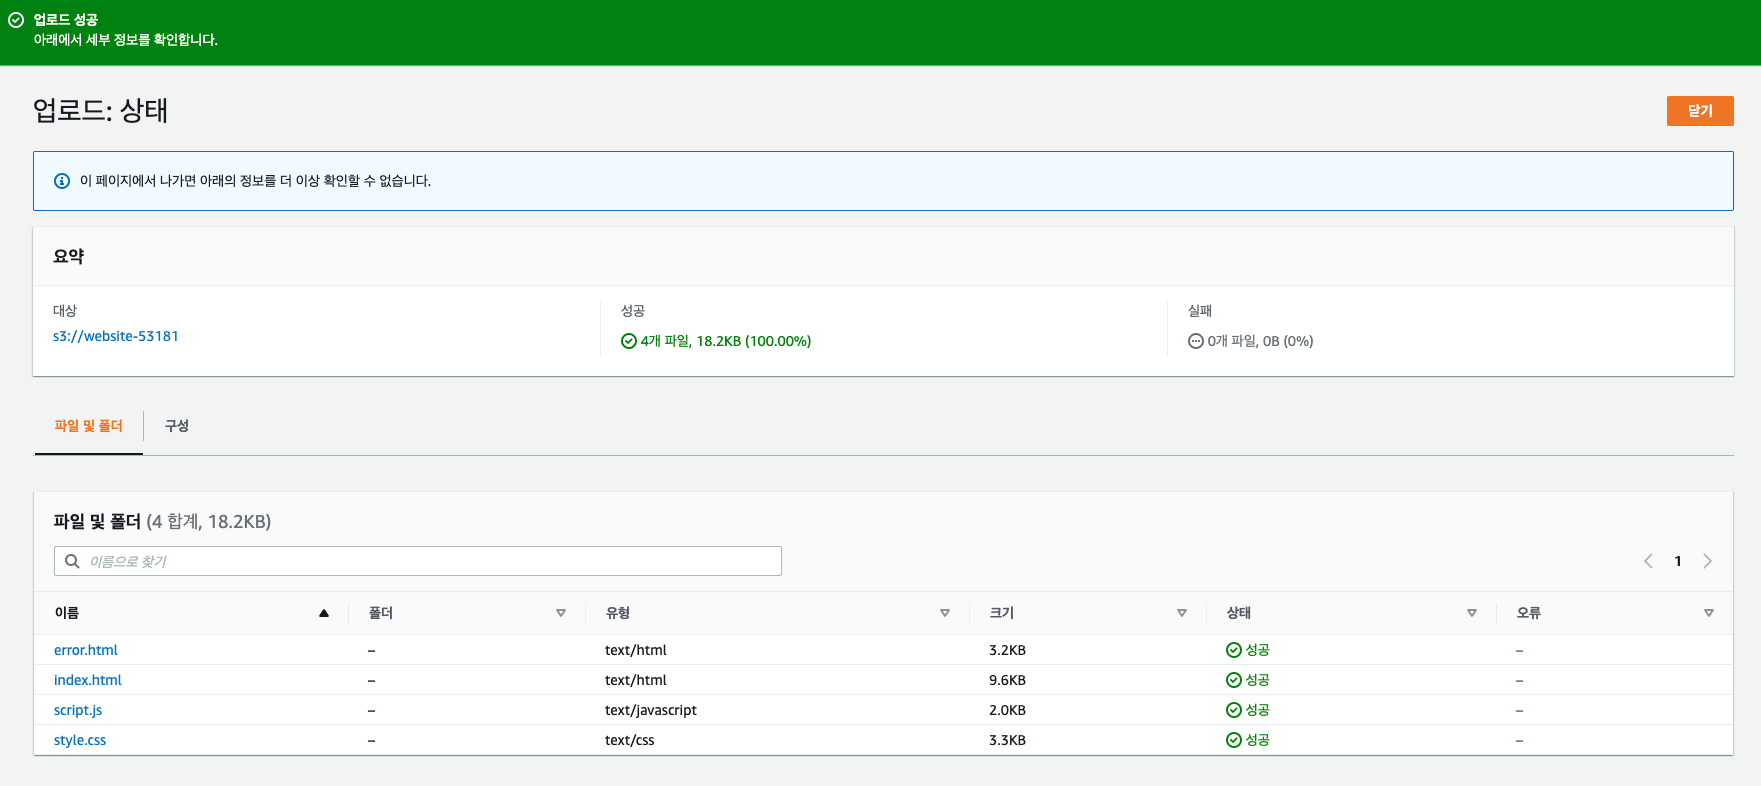 업로드 성공
아래에서 세부 정보를 확인합니다.
업로드: 상태
닫기
이 페이지에서 나가면 아래의 정보를 더 이상 확인할 수 없습니다.
요약
대상 성공 실패
s3://website-53181 4개 파일, 18.2KB (100.00%) 0개 파일, 0B (0%)
파일 및 폴더 구성
파일 및 폴더 (4 합계, 18.2KB)
이름으로 찾기 1
이름 폴더 유형 크기 상태 오류
error.html – text/html 3.2KB 성공 –
index.html – text/html 9.6KB 성공 –
script.js – text/javascript 2.0KB 성공 –
style.css – text/css 3.3KB 성공 –